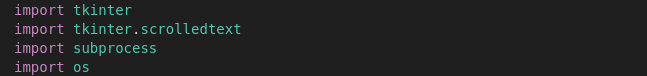 import tkinter
import tkinter.scrolledtext
import subprocess
import os